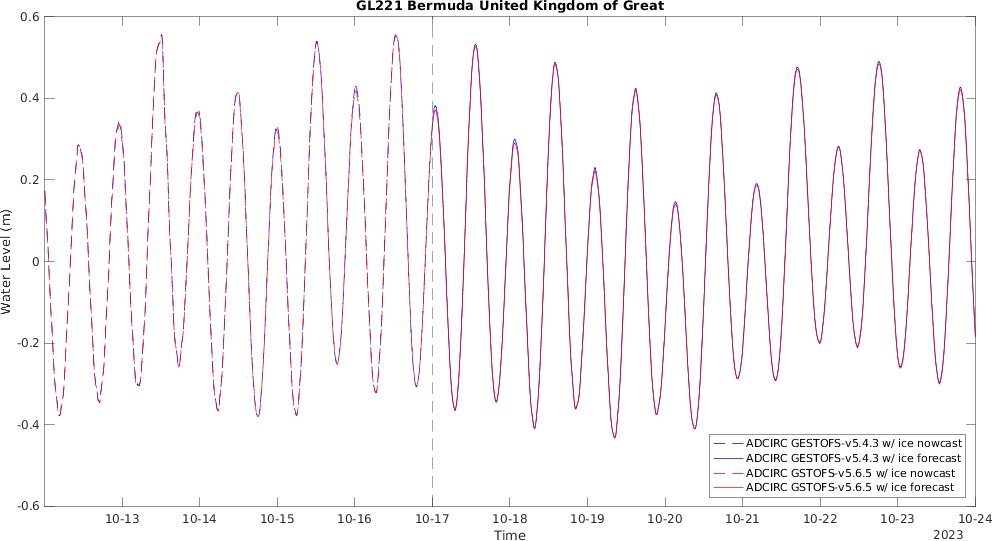 GL221 Bermuda United Kingdom of Great
0.6
0.4
0.2
0
-0.2
-0.4
-0.6
Water Level (m)
10-13 10-14 10-15 10-16 10-17 10-18 10-19 10-20 10-21 10-22 10-23 10-24
Time
2023
ADCIRC GESTOFS-v5.4.3 w/ ice nowcast
ADCIRC GESTOFS-v5.4.3 w/ ice forecast
ADCIRC GSTOFS-v5.6.5 w/ ice nowcast
ADCIRC GSTOFS-v5.6.5 w/ ice forecast